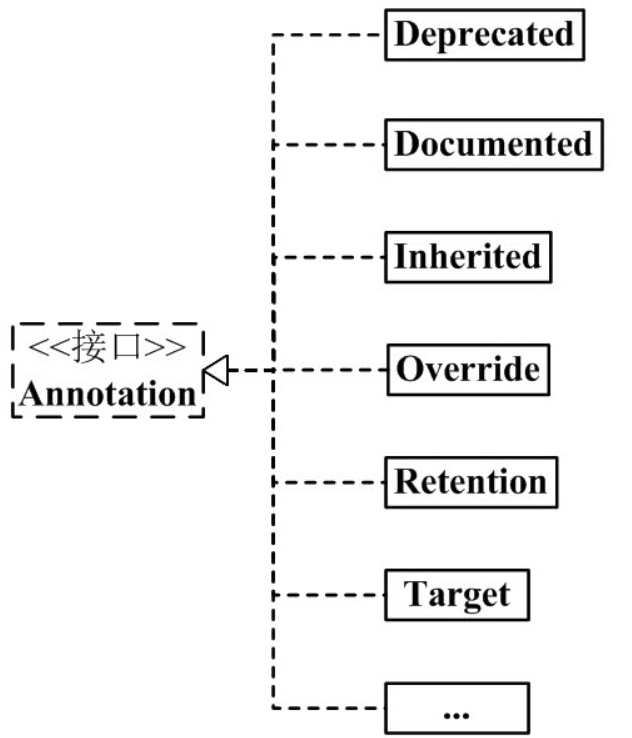 Deprecated
Documented
Inherited
<<接口>>
Annotation
Override
Retention
Target
...